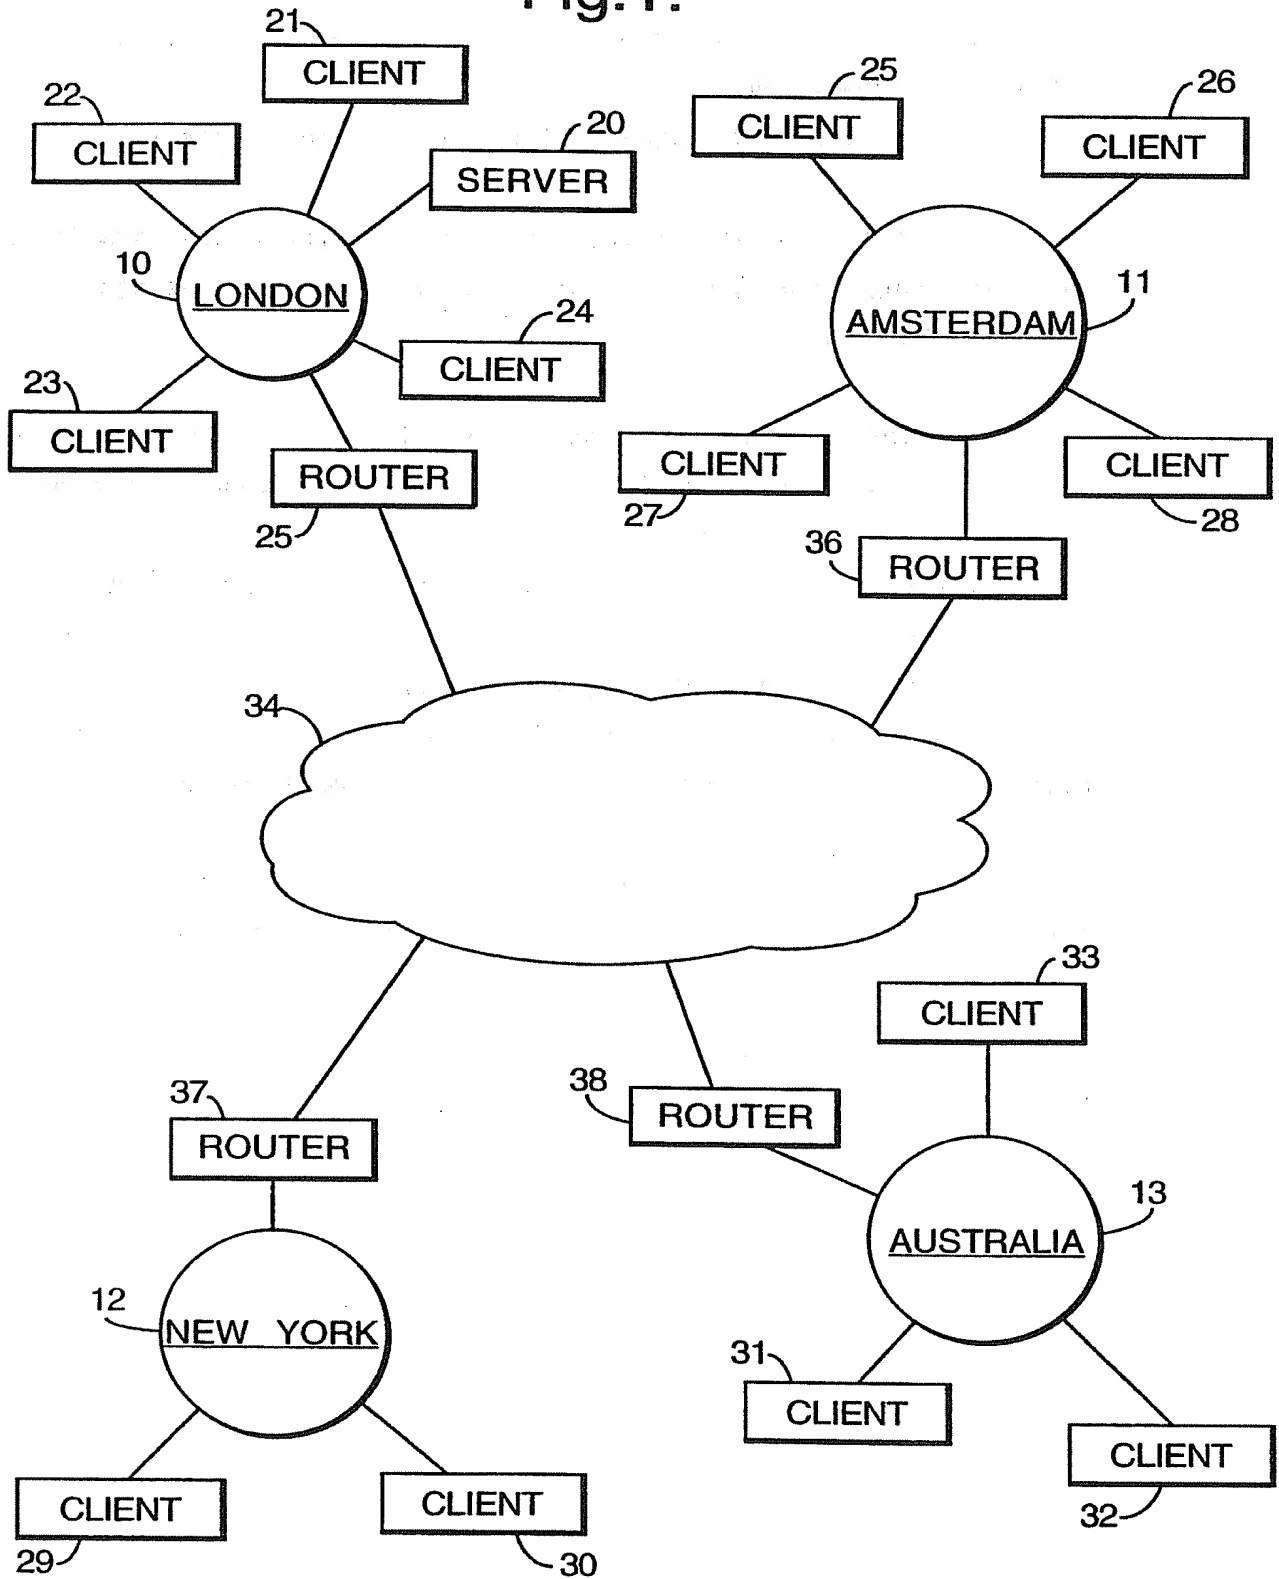 Fig.1.
21
CLIENT
25
CLIENT
26
CLIENT
22
CLIENT
20
SERVER
10
LONDON
11
AMSTERDAM
24
CLIENT
23
CLIENT
ROUTER
25
CLIENT
27
CLIENT
28
36
ROUTER
34
33
CLIENT
37
ROUTER
38
ROUTER
13
AUSTRALIA
12
NEW YORK
31
CLIENT
CLIENT
32
CLIENT
29
CLIENT
30